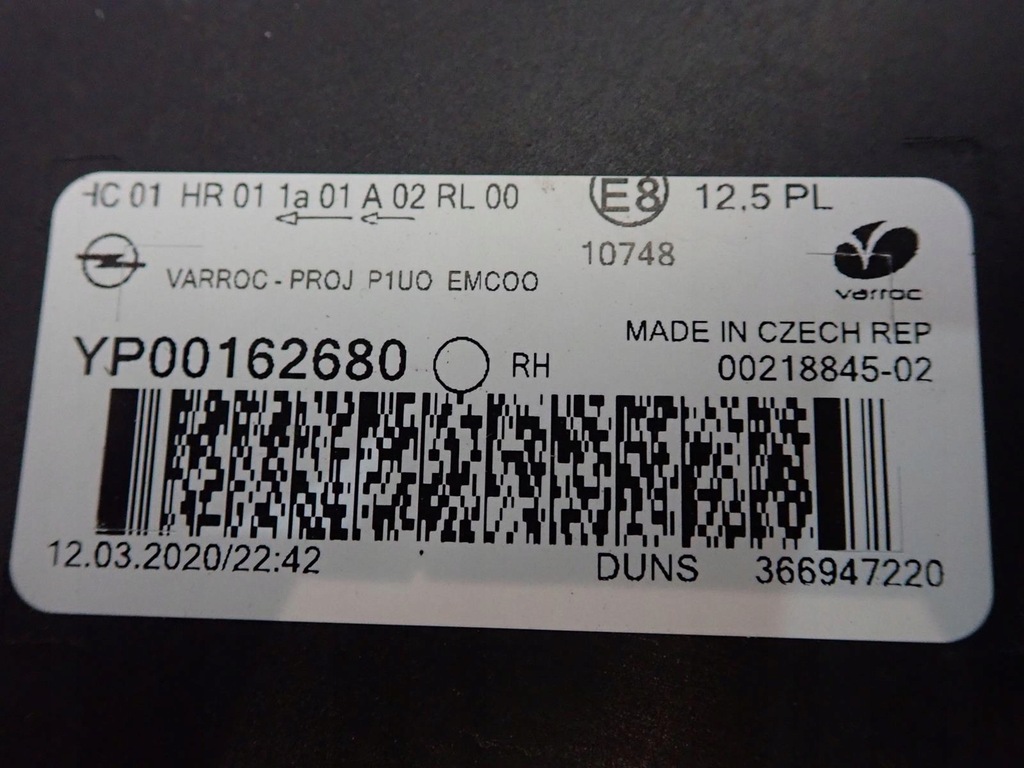 HC 01 HR 01 1a 01 A 02 RL 00
E8 12,5 PL
10748
VARROC - PROJ P1UO EMCOO
varroc
MADE IN CZECH REP
YP00162680 RH
00218845-02
12.03.2020/22:42
DUNS 366947220